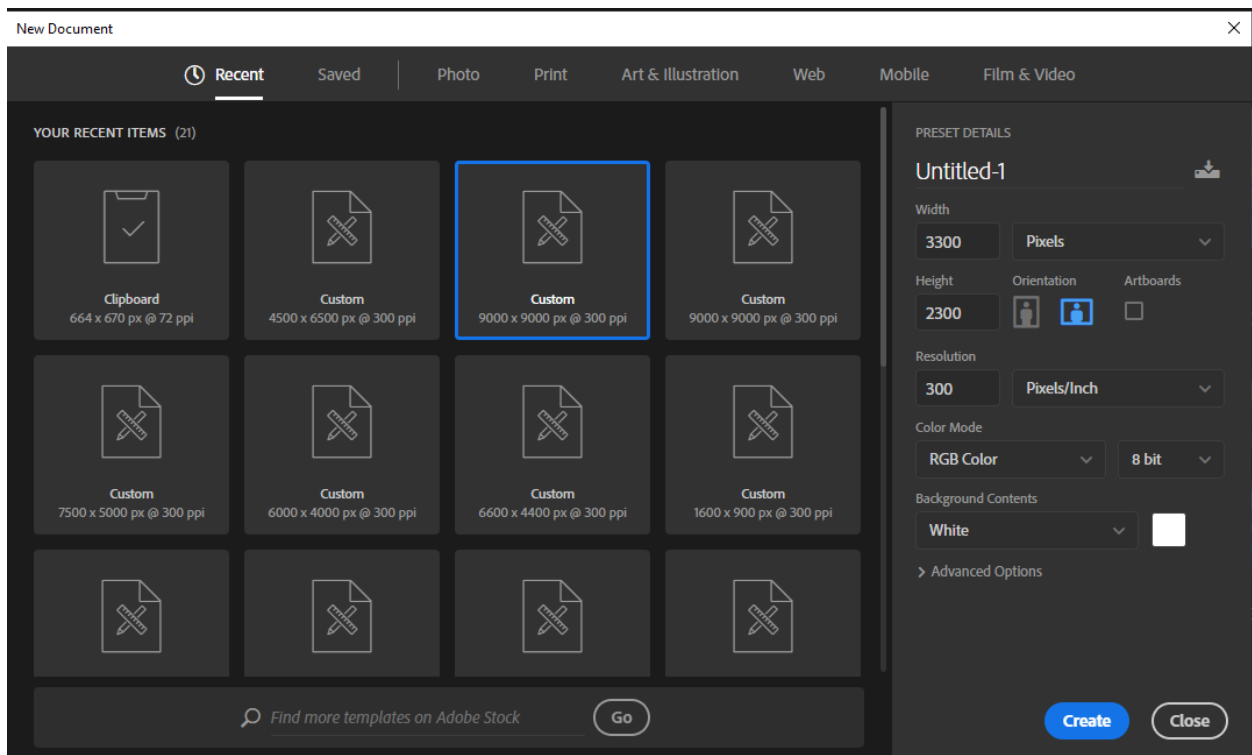 New Document
Recent Saved Photo Print Art & Illustration Web Mobile Film & Video
YOUR RECENT ITEMS (21)
Clipboard
664 x 670 px @ 72 ppi
Custom
4500 x 6500 px @ 300 ppi
Custom
9000 x 9000 px @ 300 ppi
Custom
9000 x 9000 px @ 300 ppi
Custom
7500 x 5000 px @ 300 ppi
Custom
6000 x 4000 px @ 300 ppi
Custom
6600 x 4400 px @ 300 ppi
Custom
1600 x 900 px @ 300 ppi
Find more templates on Adobe Stock
Go
PRESET DETAILS
Untitled-1
Width
3300 Pixels
Height Orientation Artboards
2300
Resolution
300 Pixels/Inch
Color Mode
RGB Color 8 bit
Background Contents
White
Advanced Options
Create Close